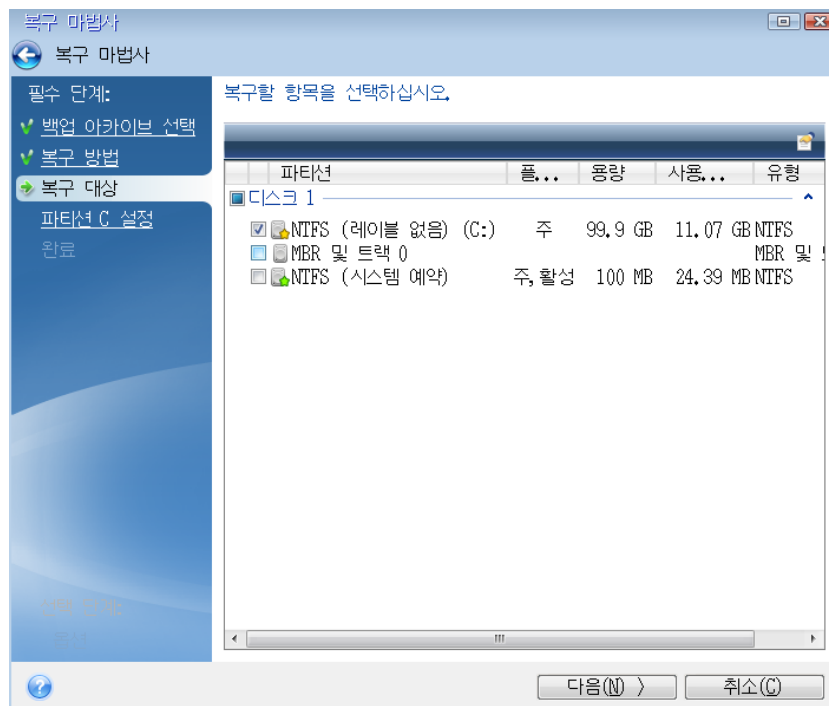 복구 마법사
복구 마법사
필수 단계:
백업 아카이브 선택
복구 방법
복구 대상
파티션 C 설정
완료
복구할 항목을 선택하십시오.
파티션 플... 용량 사용... 유형
디스크 1
NTFS (레이블 없음) (C:) 주 99.9 GB 11.07 GB NTFS
MBR 및 트랙 0 MBR 및
NTFS (시스템 예약) 주, 활성 100 MB 24.39 MB NTFS
다음(N) >
취소(C)